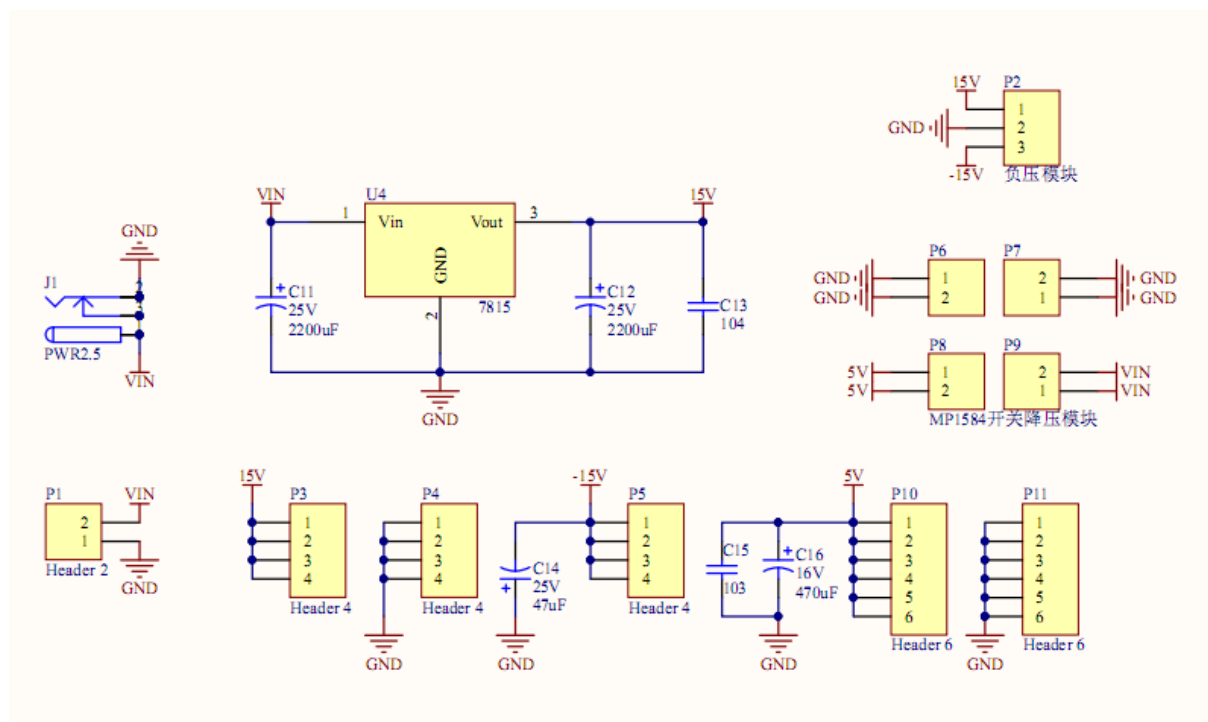 15V
P2
GND
1
2
3
-15V
负压模块
VIN
U4
15V
1
Vin
Vout
3
GND
2
7815
C11
25V
2200uF
C12
25V
2200uF
C13
104
GND
GND
J1
2
PWR2.5
VIN
P6
P7
GND
1
2
GND
GND
2
1
GND
P8
P9
5V
1
2
VIN
5V
2
1
VIN
MP1584开关降压模块
P1
VIN
2
1
Header 2
GND
15V
P3
1
2
3
4
Header 4
P4
1
2
3
4
Header 4
GND
-15V
P5
1
2
3
4
Header 4
C14
25V
47uF
GND
5V
C15
103
C16
16V
470uF
GND
P10
1
2
3
4
5
6
Header 6
P11
1
2
3
4
5
6
Header 6
GND